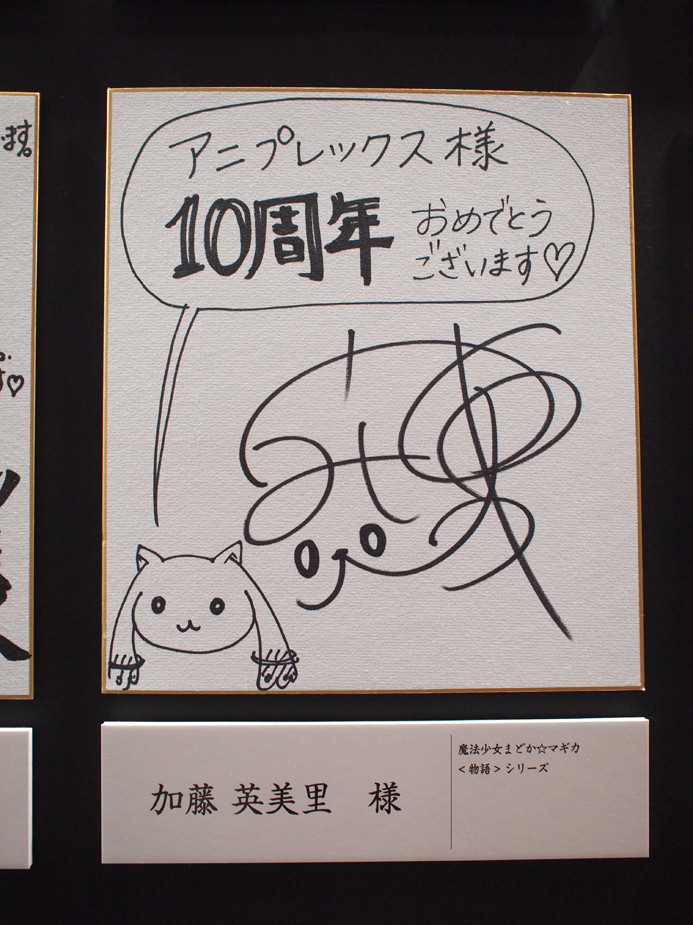 アニプレックス様
10周年
おめでとう
ございます♡
加藤 英美里　様
魔法少女まどか☆マギカ
<物語>シリーズ
ます。